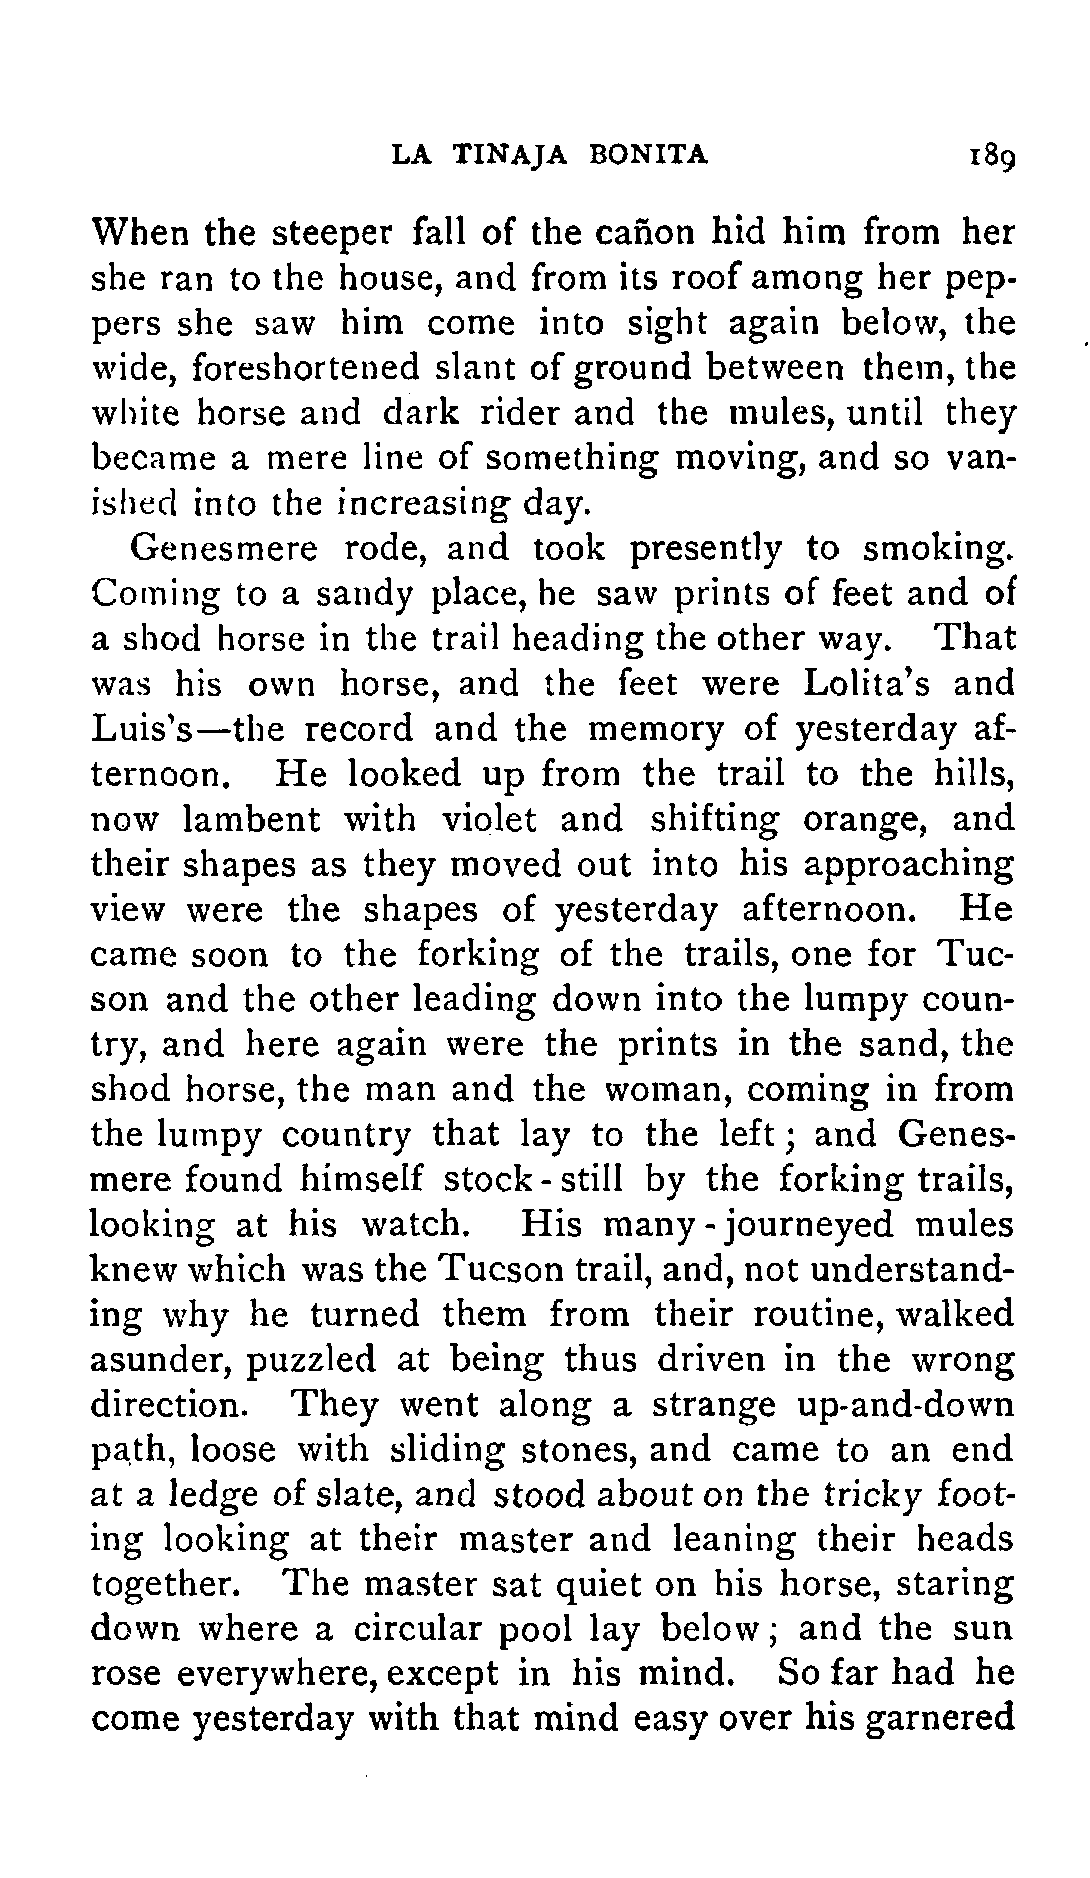 LA TINAJA BONITA 189
When the steeper fall of the cañon hid him from her
she ran to the house, and from its roof among her pep-
pers she saw him come into sight again below, the
wide, foreshortened slant of ground between them, the
white horse and dark rider and the mules, until they
became a mere line of something moving, and so van-
ished into the increasing day.
Genesmere rode, and took presently to smoking.
Coming to a sandy place, he saw prints of feet and of
a shod horse in the trail heading the other way. That
was his own horse, and the feet were Lolita's and
Luis's—the record and the memory of yesterday af-
ternoon. He looked up from the trail to the hills,
now lambent with violet and shifting orange, and
their shapes as they moved out into his approaching
view were the shapes of yesterday afternoon. He
came soon to the forking of the trails, one for Tuc-
son and the other leading down into the lumpy coun-
try, and here again were the prints in the sand, the
shod horse, the man and the woman, coming in from
the lumpy country that lay to the left; and Genes-
mere found himself stock-still by the forking trails,
looking at his watch. His many-journeyed mules
knew which was the Tucson trail, and, not understand-
ing why he turned them from their routine, walked
asunder, puzzled at being thus driven in the wrong
direction. They went along a strange up-and-down
path, loose with sliding stones, and came to an end
at a ledge of slate, and stood about on the tricky foot-
ing looking at their master and leaning their heads
together. The master sat quiet on his horse, staring
down where a circular pool lay below; and the sun
rose everywhere, except in his mind. So far had he
come yesterday with that mind easy over his garnered